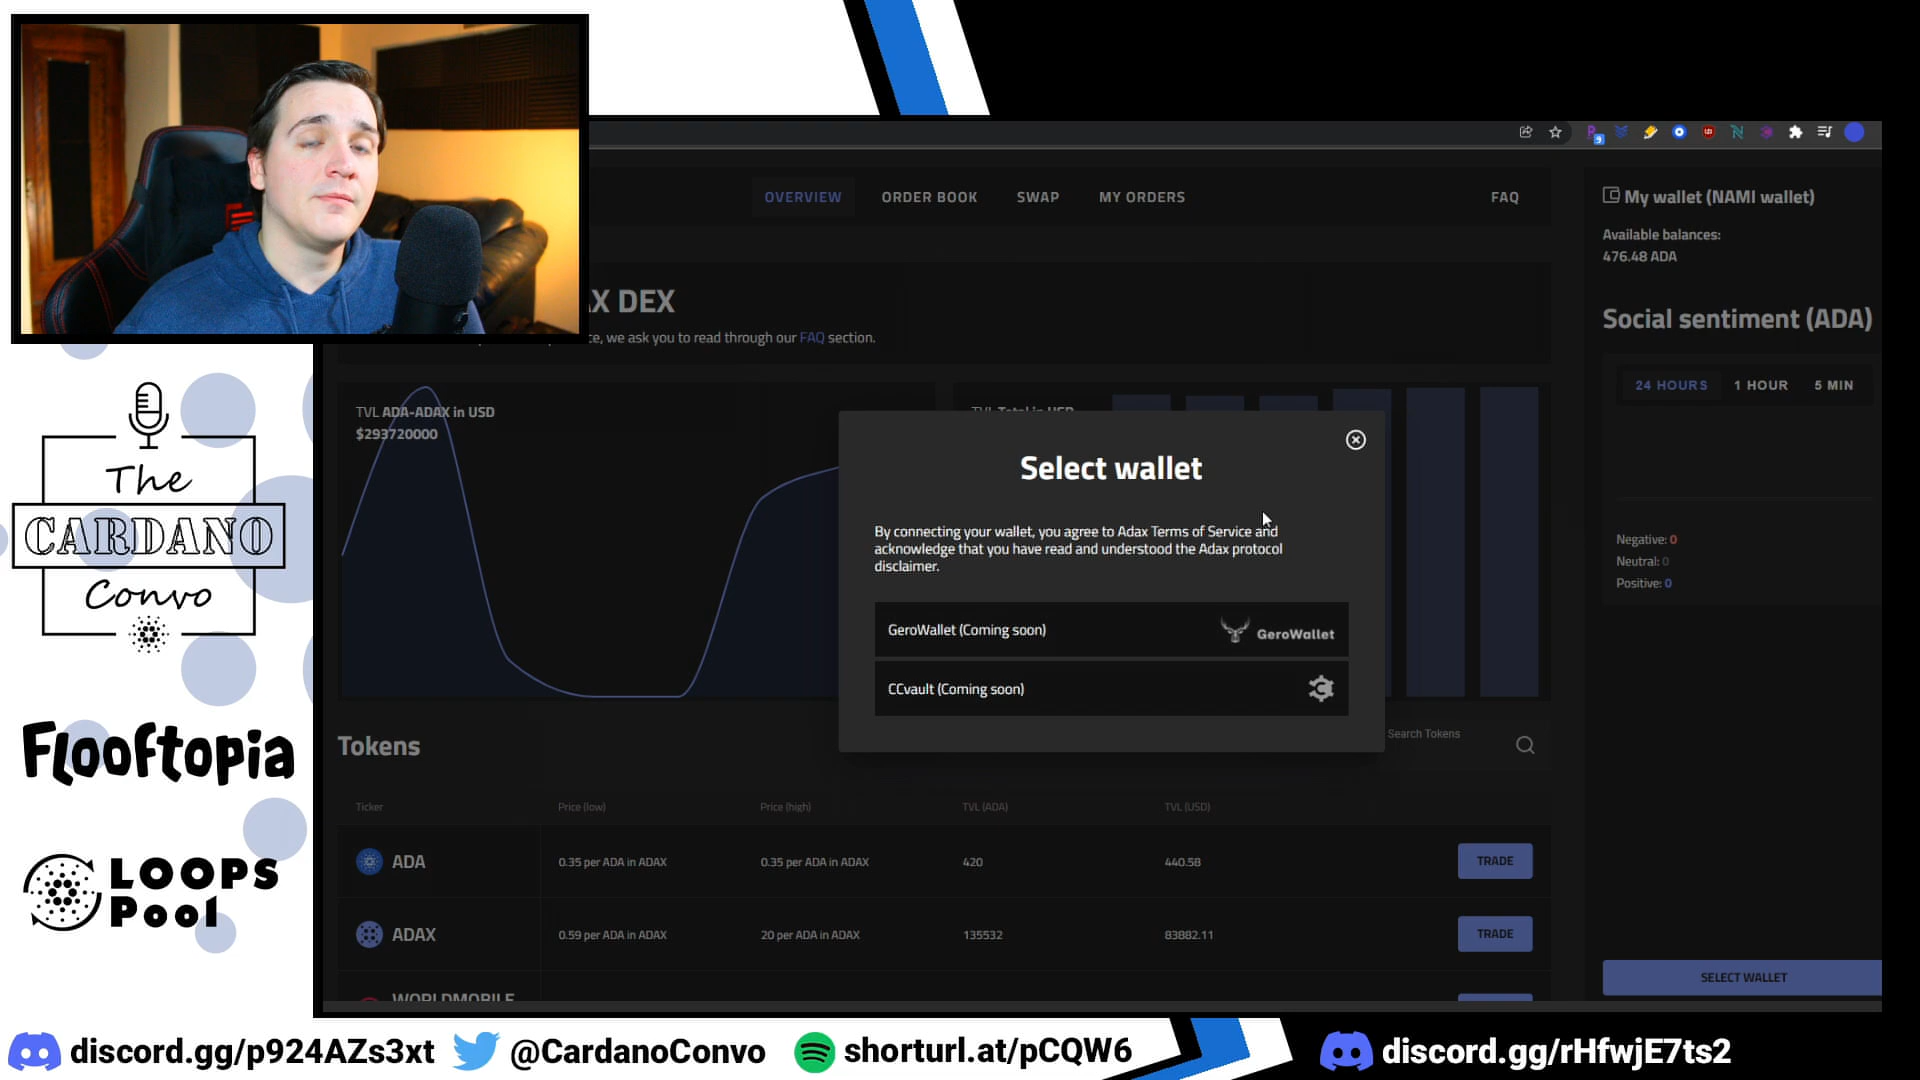 OVERVIEW
ORDER BOOK
SWAP
MY ORDERS
FAQ
My wallet (NAMI wallet)
Available balances:
476.48 ADA
Social sentiment (ADA)
24 HOURS
1 HOUR
5 MIN
Negative: 0
Neutral: 0
Positive: 0
SELECT WALLET
X DEX
ce, we ask you to read through our FAQ section.
TVL ADA-ADAX in USD
$293720000
TVL Total in USD
Select wallet
By connecting your wallet, you agree to Adax Terms of Service and
acknowledge that you have read and understood the Adax protocol
disclaimer.
GeroWallet (Coming soon)
GeroWallet
CCvault (Coming soon)
Tokens
Search Tokens
Ticker
Price (low)
Price (high)
TVL (ADA)
TVL (USD)
ADA
0.35 per ADA in ADAX
0.35 per ADA in ADAX
420
440.58
TRADE
ADAX
0.59 per ADA in ADAX
20 per ADA in ADAX
135532
83882.11
TRADE
WORLDMOBILE
The
CARDANO
Convo
Flooftopia
LOOPS
Pool
discord.gg/p924AZs3xt
@CardanoConvo
shorturl.at/pCQW6
discord.gg/rHfwjE7ts2